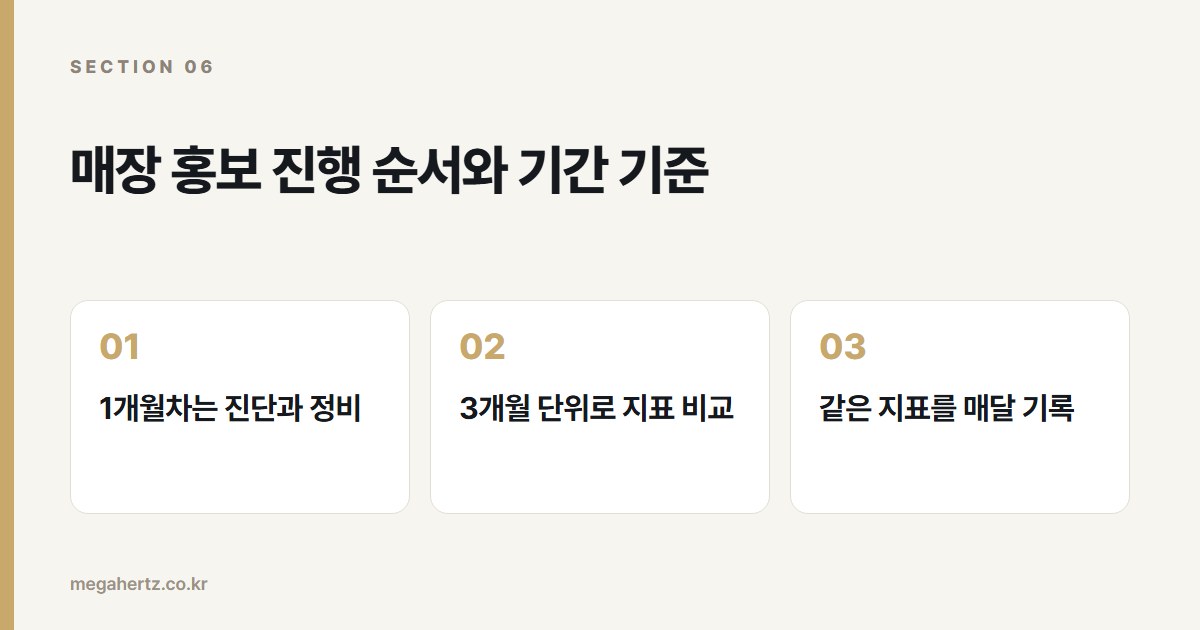 SECTION 06
매장 홍보 진행 순서와 기간 기준
01
1개월차는 진단과 정비
02
3개월 단위로 지표 비교
03
같은 지표를 매달 기록
megahertz.co.kr